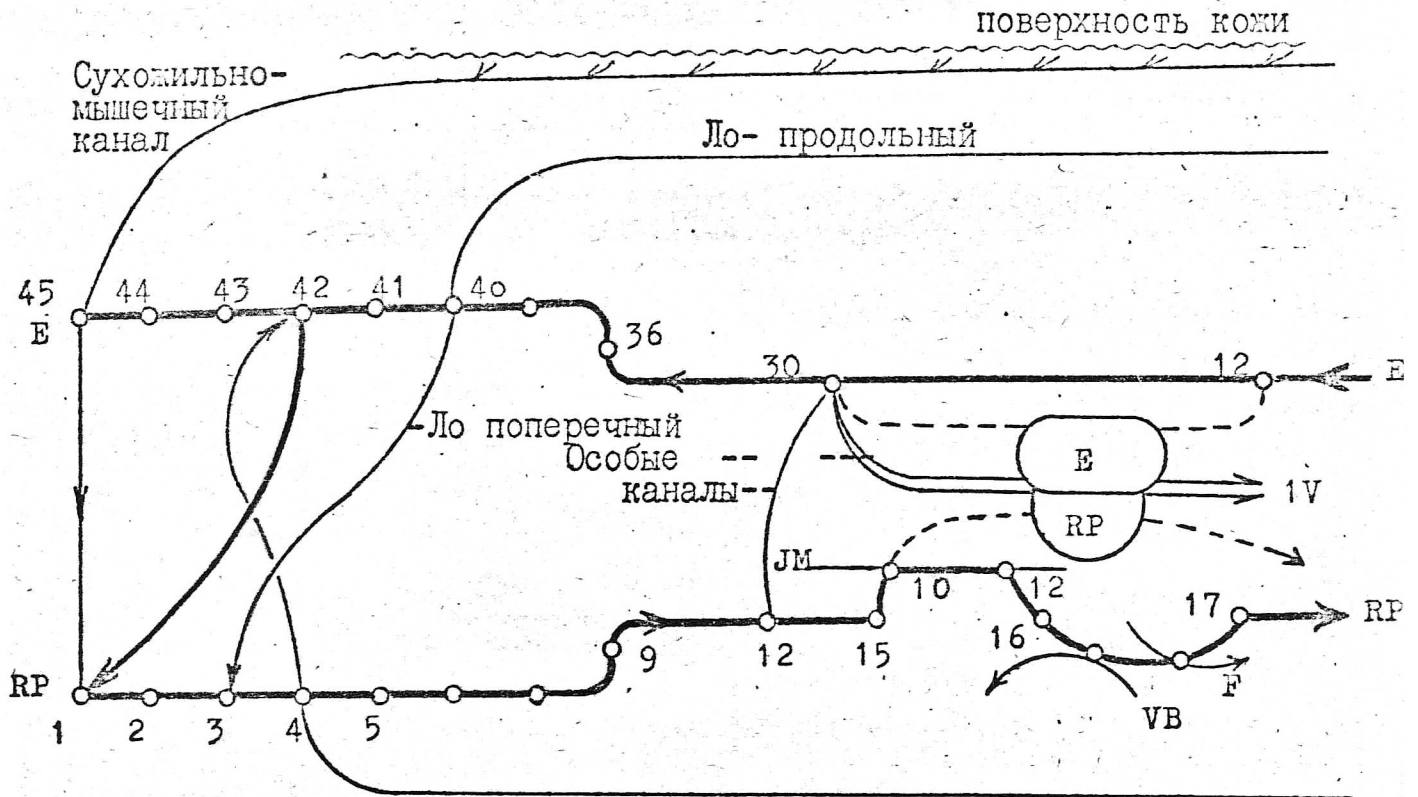 поверхность кожи
Сухожильно-
мышечный
канал
Ло- продольный
45 44 43 42 41 40
E
36
30 12 E
Ло поперечный
Особые
каналы
E
1V
RP
JM
10 12
9 12 15 16 17 RP
RP
F
1 2 3 4 5
VB